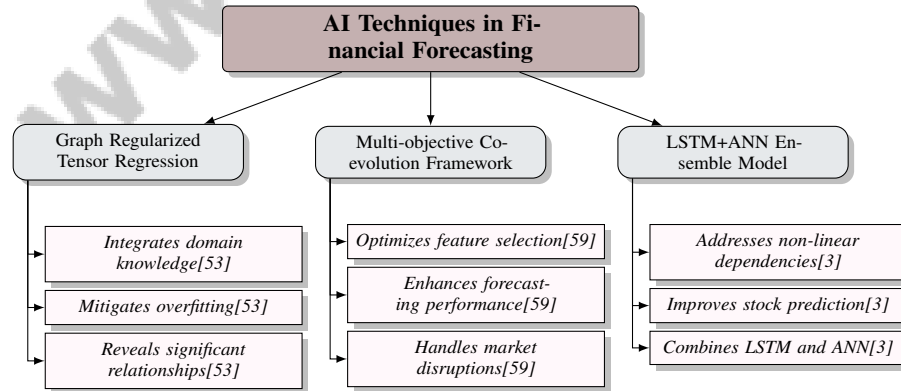 AI Techniques in Fi-
nancial Forecasting
Graph Regularized
Tensor Regression
Integrates domain
knowledge[53]
Mitigates overfitting[53]
Reveals significant
relationships[53]
Multi-objective Co-
evolution Framework
Optimizes feature selection[59]
Enhances forecast-
ing performance[59]
Handles market
disruptions[59]
LSTM+ANN En-
semble Model
Addresses non-linear
dependencies[3]
Improves stock prediction[3]
Combines LSTM and ANN[3]